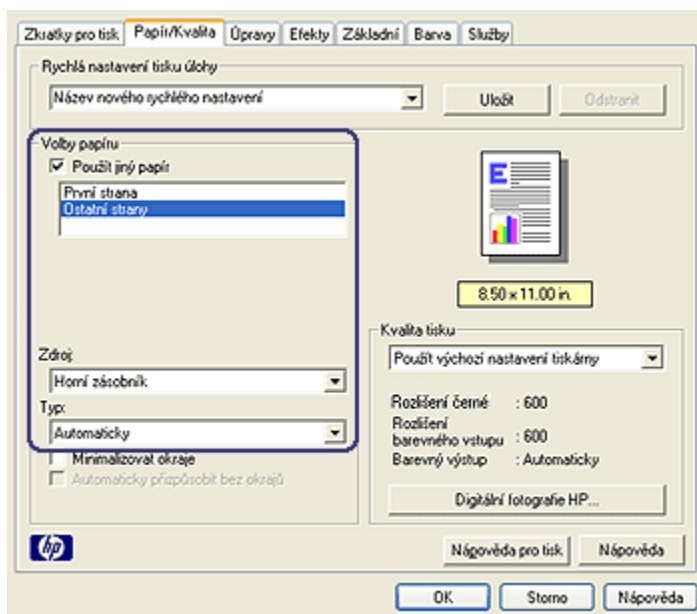 Zkratky pro tisk Papír/Kvalita Úpravy Efekty Základní Barva Služby
Rychlá nastavení tisku úlohy
Název nového rychlého nastavení Uložit Odstranit
Volby papíru
Použít jiný papír
První strana
Ostatní strany
E
8.50 x 11.00 in.
Zdroj:
Horní zásobník
Typ:
Automaticky
Minimalizovat okraje
Automaticky přizpůsobit bez okrajů
Kvalita tisku
Použít výchozí nastavení tiskárny
Rozlišení černé : 600
Rozlišení
barevného vstupu : 600
Barevný výstup : Automaticky
Digitální fotografie HP...
hp
Nápověda pro tisk Nápověda
OK Storno Nápověda